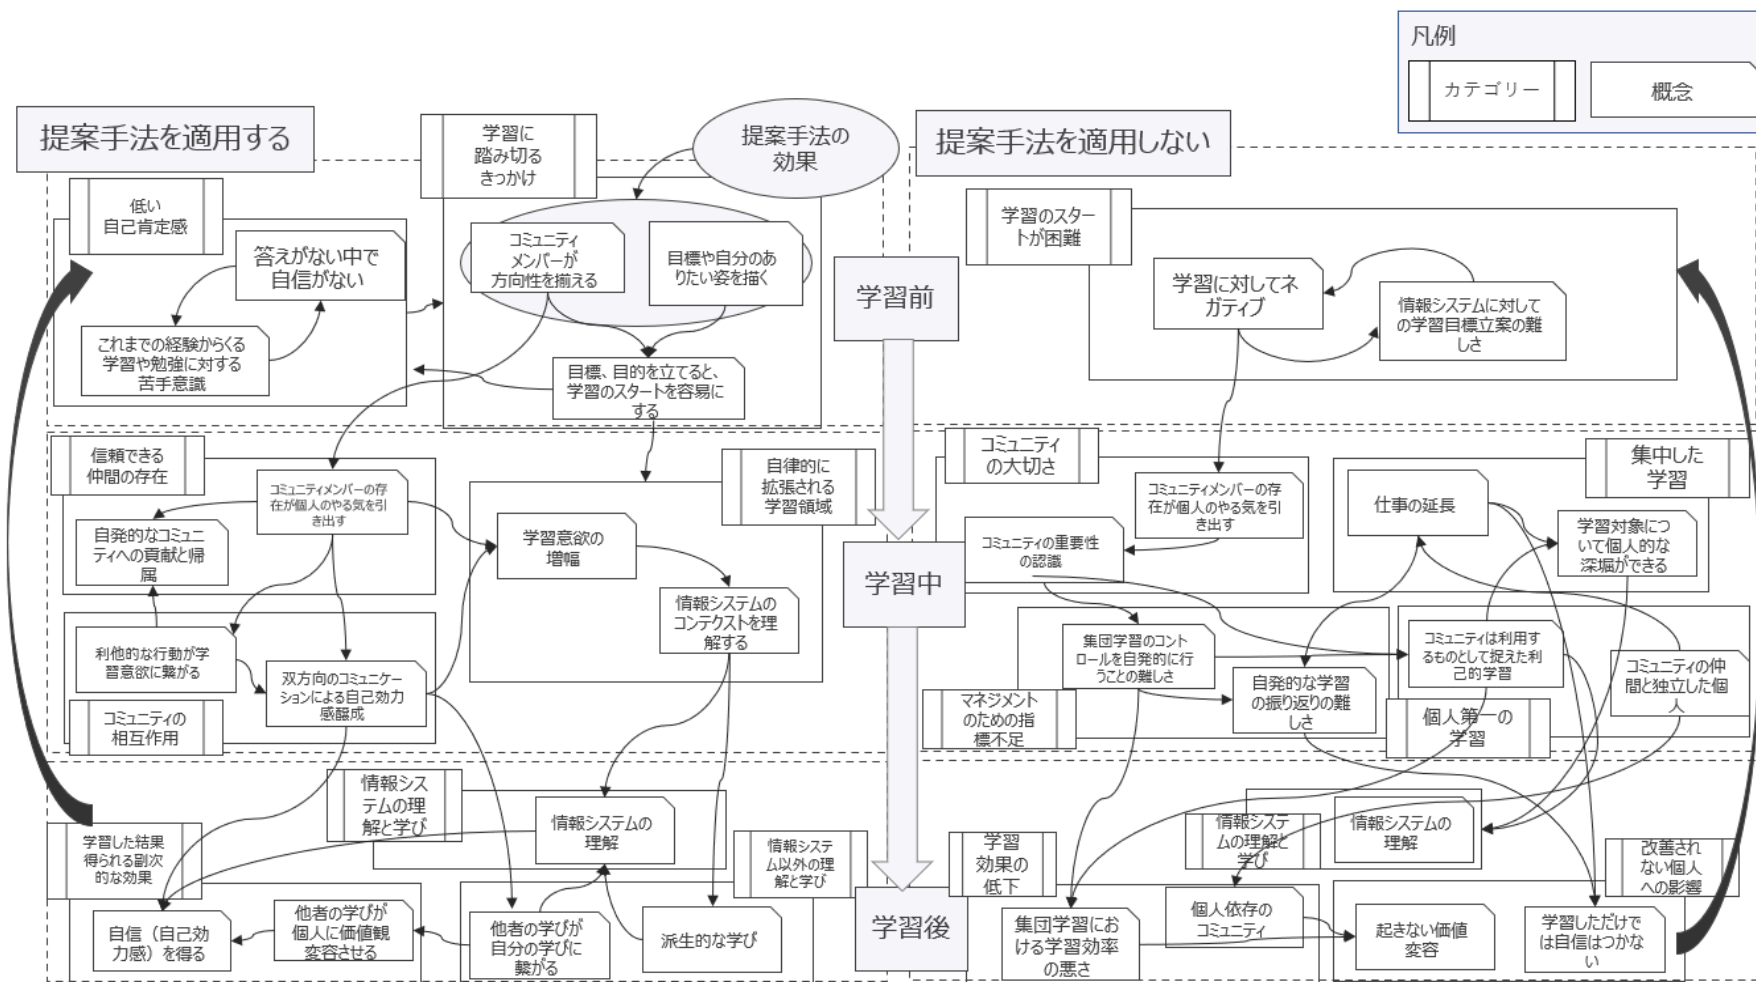 凡例
カテゴリー
概念
提案手法を適用する
学習に
踏み切る
きっかけ
提案手法の
効果
提案手法を適用しない
低い
自己肯定感
答えがない中で
自信がない
これまでの経験からくる
学習や勉強に対する
苦手意識
コミュニティ
メンバーが
方向性を揃える
目標や自分のあ
りたい姿を描く
目標、目的を立てると、
学習のスタートを容易に
する
学習前
学習のスター
トが困難
学習に対してネ
ガティブ
情報システムに対して
の学習目標立案の難
しさ
信頼できる
仲間の存在
コミュニティメンバーの存
在が個人のやる気を引
き出す
自発的なコミュニ
ティへの貢献と帰
属
利他的な行動が学
習意欲に繋がる
双方向のコミュニケー
ションによる自己効力
感醸成
コミュニティの
相互作用
自律的に
拡張される
学習領域
学習意欲の
増幅
情報システムの
コンテクストを理
解する
学習中
コミュニティ
の大切さ
コミュニティメンバーの存
在が個人のやる気を引
き出す
コミュニティの重要性
の認識
集中した
学習
仕事の延長
学習対象につ
いて個人的な
深堀ができる
集団学習のコント
ロールを自発的に行
うことの難しさ
自発的な学習
の振り返りの難
しさ
マネジメント
のための指
標不足
コミュニティは利用す
るものとして捉えた利
己的学習
コミュニティの仲
間と独立した個
人
個人第一の
学習
学習した結果
得られる副次
的な効果
情報シス
テムの理
解と学び
情報システムの
理解
情報システ
ム以外の理
解と学び
自信（自己効
力感）を得る
他者の学びが
個人に価値観
変容させる
他者の学びが
自分の学びに
繋がる
派生的な学び
学習後
学習
効果の
低下
情報システ
ムの理解と
学び
情報システムの
理解
改善され
ない個人
への影響
集団学習にお
ける学習効率
の悪さ
個人依存の
コミュニティ
起きない価値
変容
学習しただけで
は自信はつかな
い